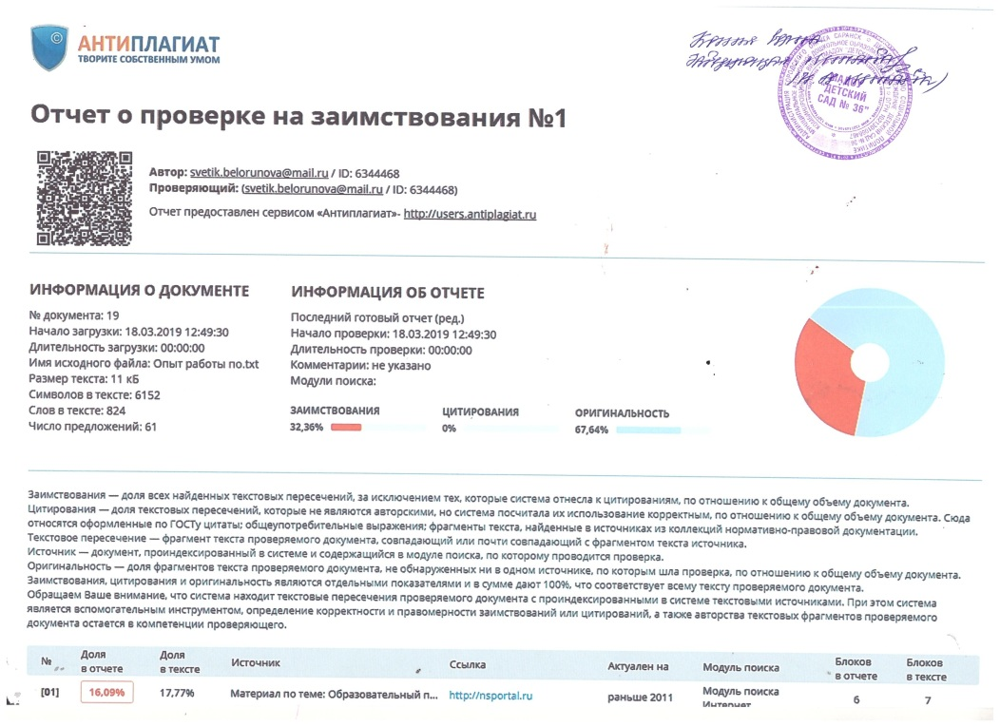 АНТИПЛАГИАТ
ТВОРИТЕ СОБСТВЕННЫМ УМОМ
Отчет о проверке на заимствования №1
Автор: svetik.belorunova@mail.ru / ID: 6344468
Проверяющий: (svetik.belorunova@mail.ru / ID: 6344468)
Отчет предоставлен сервисом «Антиплагиат»- http://users.antiplagiat.ru
ДЕТСКИЙ
САД № 36"
ИНФОРМАЦИЯ О ДОКУМЕНТЕ
№ документа: 19
Начало загрузки: 18.03.2019 12:49:30
Длительность загрузки: 00:00:00
Имя исходного файла: Опыт работы по.txt
Размер текста: 11 кБ
Символов в тексте: 6152
Слов в тексте: 824
Число предложений: 61
ИНФОРМАЦИЯ ОБ ОТЧЕТЕ
Последний готовый отчет (ред.)
Начало проверки: 18.03.2019 12:49:30
Длительность проверки: 00:00:00
Комментарии: не указано
Модули поиска:
ЗАИМСТВОВАНИЯ
32,36%
ЦИТИРОВАНИЯ
0%
ОРИГИНАЛЬНОСТЬ
67,64%
Заимствования — доля всех найденных текстовых пересечений, за исключением тех, которые система отнесла к цитированиям, по отношению к общему объему документа.
Цитирования — доля текстовых пересечений, которые не являются авторскими, но система посчитала их использование корректным, по отношению к общему объему документа. Сюда
относятся оформленные по ГОСТу цитаты; общеупотребительные выражения; фрагменты текста, найденные в источниках из коллекций нормативно-правовой документации.
Текстовое пересечение — фрагмент текста проверяемого документа, совпадающий или почти совпадающий с фрагментом текста источника.
Источник — документ, проиндексированный в системе и содержащийся в модуле поиска, по которому проводится проверка.
Оригинальность — доля фрагментов текста проверяемого документа, не обнаруженных ни в одном источнике, по которым шла проверка, по отношению к общему объему документа.
Заимствования, цитирования и оригинальность являются отдельными показателями и в сумме дают 100%, что соответствует всему тексту проверяемого документа.
Обращаем Ваше внимание, что система находит текстовые пересечения проверяемого документа с проиндексированными в системе текстовыми источниками. При этом система
является вспомогательным инструментом, определение корректности и правомерности заимствований или цитирований, а также авторства текстовых фрагментов проверяемого
документа остается в компетенции проверяющего.
№ Доля в отчете Доля в тексте Источник Ссылка Актуален на Модуль поиска Блоков в отчете Блоков в тексте
[01] 16,09% 17,77% Материал по теме: Образовательный п... http://nsportal.ru раньше 2011 Модуль поиска Интернет 6 7